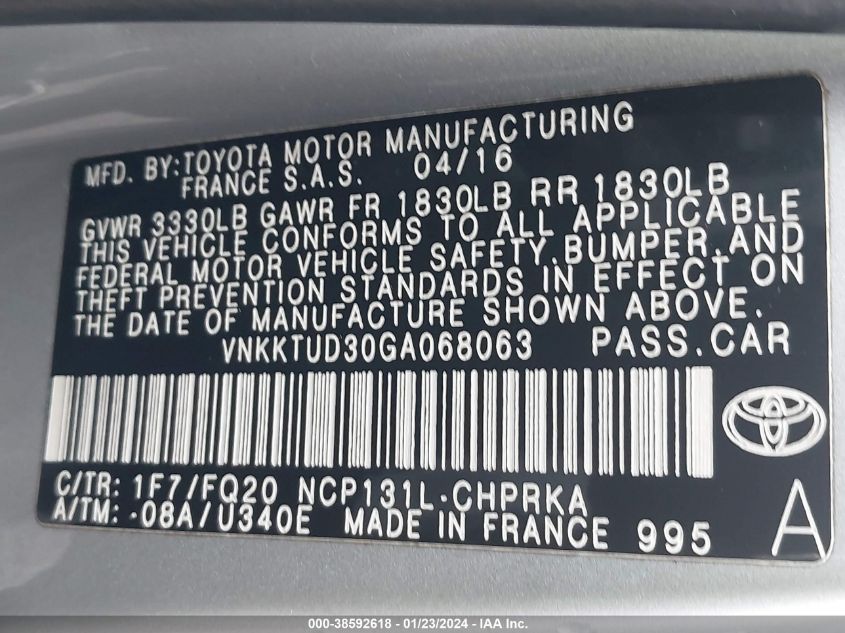 MFD. BY:TOYOTA MOTOR MANUFACTURING
FRANCE S.A.S. 04/16
GVWR 3330LB GAWR FR 1830LB RR 1830LB
THIS VEHICLE CONFORMS TO ALL APPLICABLE
FEDERAL MOTOR VEHICLE SAFETY,BUMPER,AND
THEFT PREVENTION STANDARDS IN EFFECT ON
THE DATE OF MANUFACTURE SHOWN ABOVE.
VNKKTUD30GA068063 PASS.CAR
C/TR: 1F7/FQ20 NCP131L-CHPRKA
A/TM: -08A/U340E MADE IN FRANCE 995 A
000-38592618 - 01/23/2024 - IAA Inc.